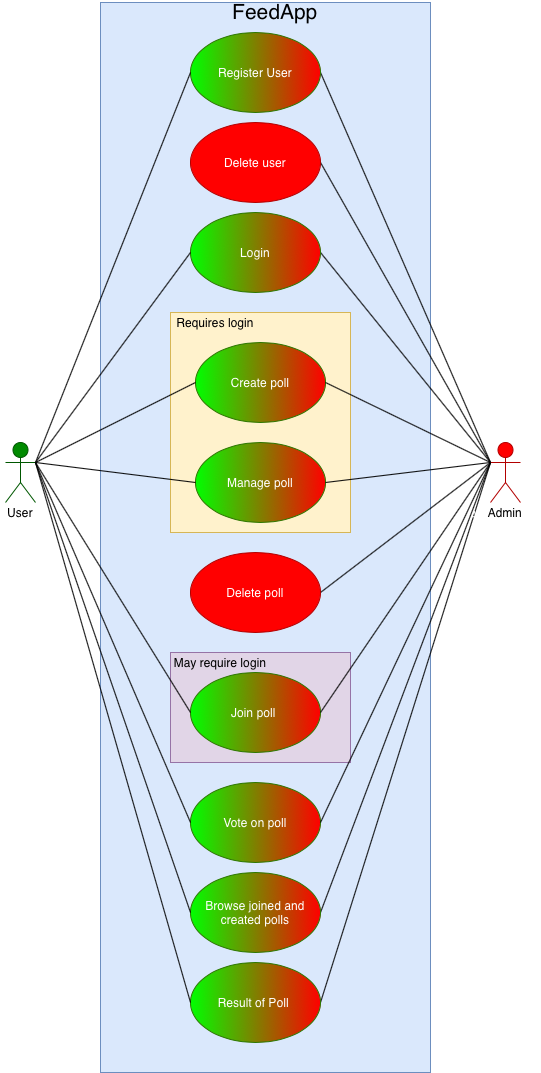 FeedApp
Register User
Delete user
Login
Requires login
Create poll
Manage poll
User
Admin
Delete poll
May require login
Join poll
Vote on poll
Browse joined and
created polls
Result of Poll